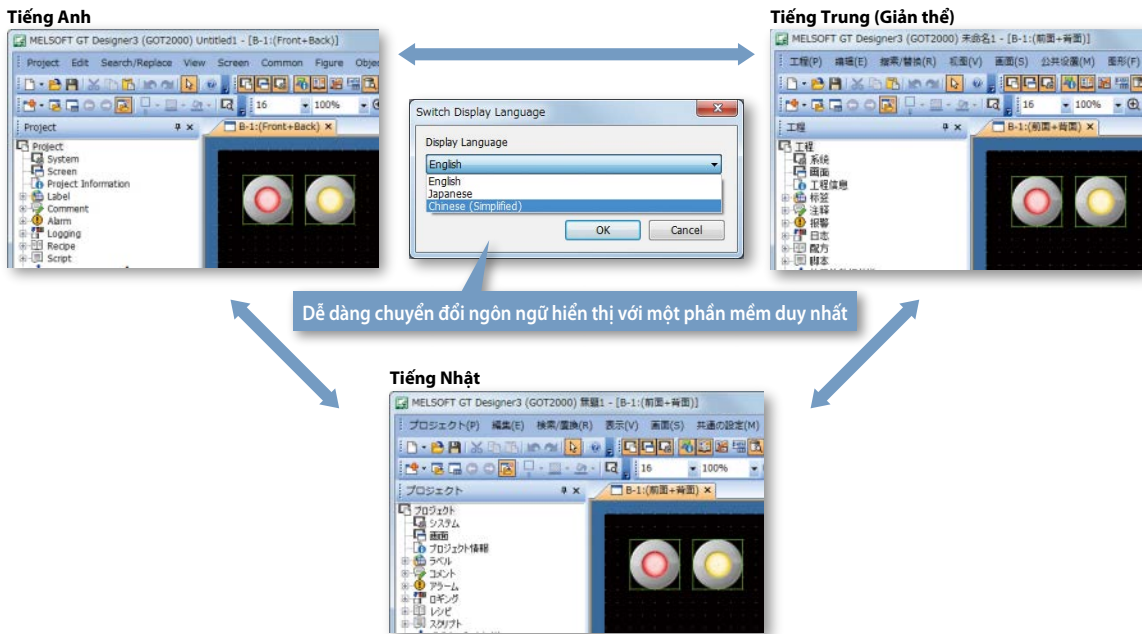 Tiếng Anh
MELSOFT GT Designer3 (GOT2000) Untitled1 - [B-1:(Front+Back)]
Project Edit Search/Replace View Screen Common Figure Obje
16 100%
Project
B-1:(Front+Back)
Project
System
Screen
Project Information
Label
Comment
Alarm
Logging
Recipe
Script
Switch Display Language
Display Language
English
English
Japanese
Chinese (Simplified)
OK Cancel
Tiếng Trung (Giản thể)
MELSOFT GT Designer3 (GOT2000) 未命名1 - [B-1:(前面+背面)]
工程(P) 编辑(E) 搜索/替换(R) 视图(V) 画面(S) 公共设置(M) 图形(F)
16 100%
工程
B-1:(前面+背面)
工程
系统
画面
工程信息
标签
注释
报警
日志
配方
脚本
Dễ dàng chuyển đổi ngôn ngữ hiển thị với một phần mềm duy nhất
Tiếng Nhật
MELSOFT GT Designer3 (GOT2000) 無題1 - [B-1:(前面+背面)]
プロジェクト(P) 編集(E) 検索/置換(R) 表示(V) 画面(S) 共通の設定(M)
16 100%
プロジェクト
B-1:(前面+背面)
プロジェクト
システム
画面
プロジェクト情報
ラベル
コメント
アラーム
ロギング
レシピ
スクリプト